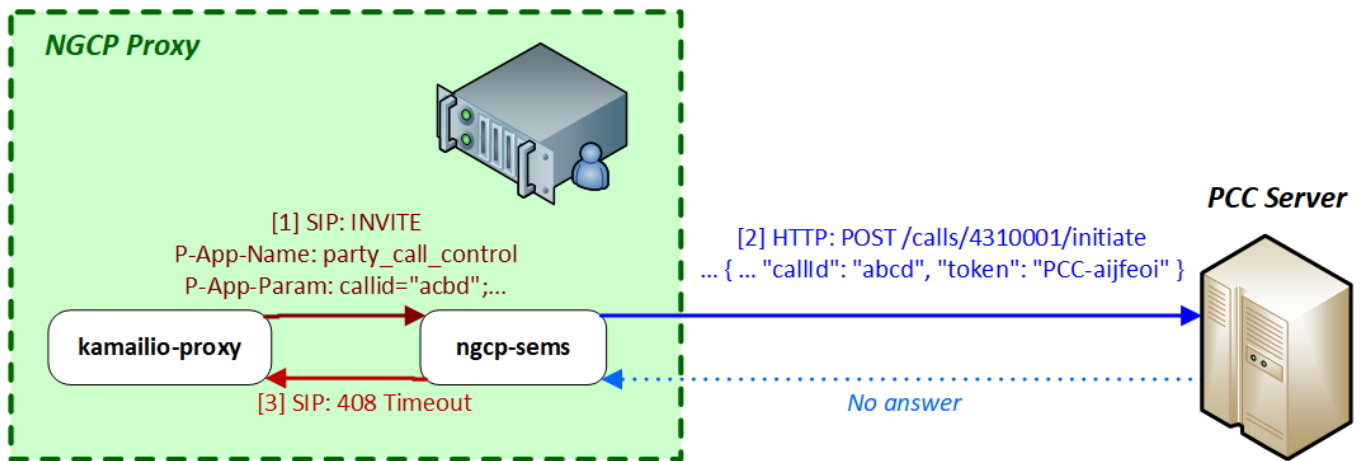 NGCP Proxy
[1] SIP: INVITE
P-App-Name: party_call_control
P-App-Param: callid="acbd";...
kamailio-proxy
ngcp-sems
[3] SIP: 408 Timeout
[2] HTTP: POST /calls/4310001/initiate
... { ... "callId": "abcd", "token": "PCC-aijfeoi" }
No answer
PCC Server